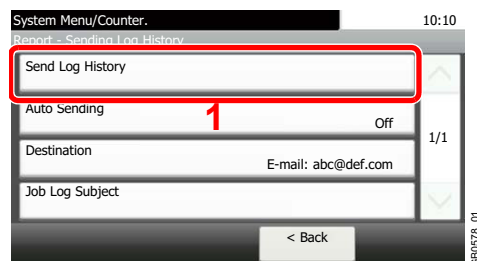 System Menu/Counter.
10:10
Report - Sending Log History
Send Log History
1
Auto Sending
Off
1/1
Destination
E-mail: abc@def.com
Job Log Subject
< Back